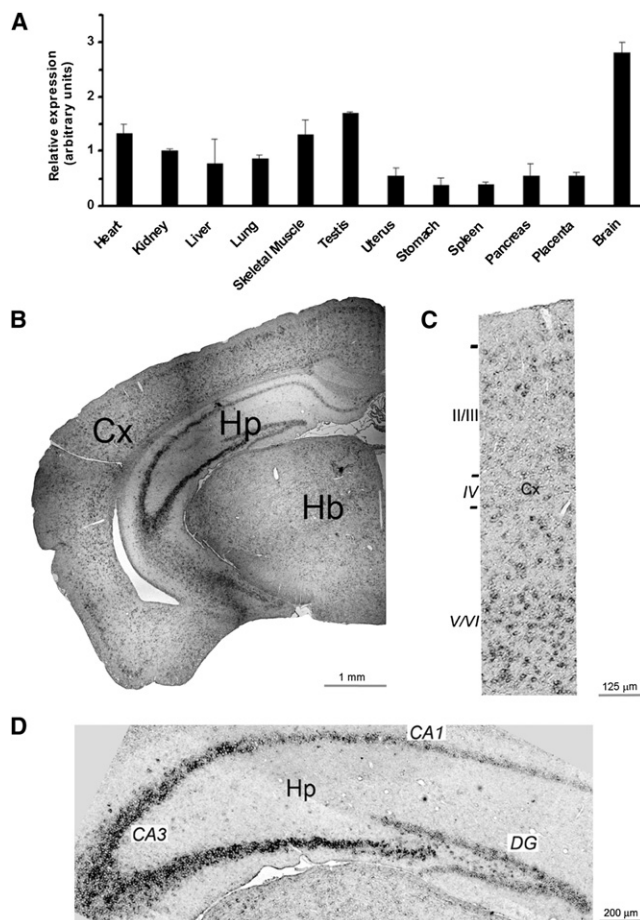 A
Relative expression
(arbitrary units)
3
2
1
0
Heart
Kidney
Liver
Lung
Skeletal Muscle
Testis
Uterus
Stomach
Spleen
Pancreas
Placenta
Brain
B
Cx
Hp
Hb
1 mm
C
II/III
IV
Cx
V/VI
125 µm
D
CA1
Hp
CA3
DG
200 µm